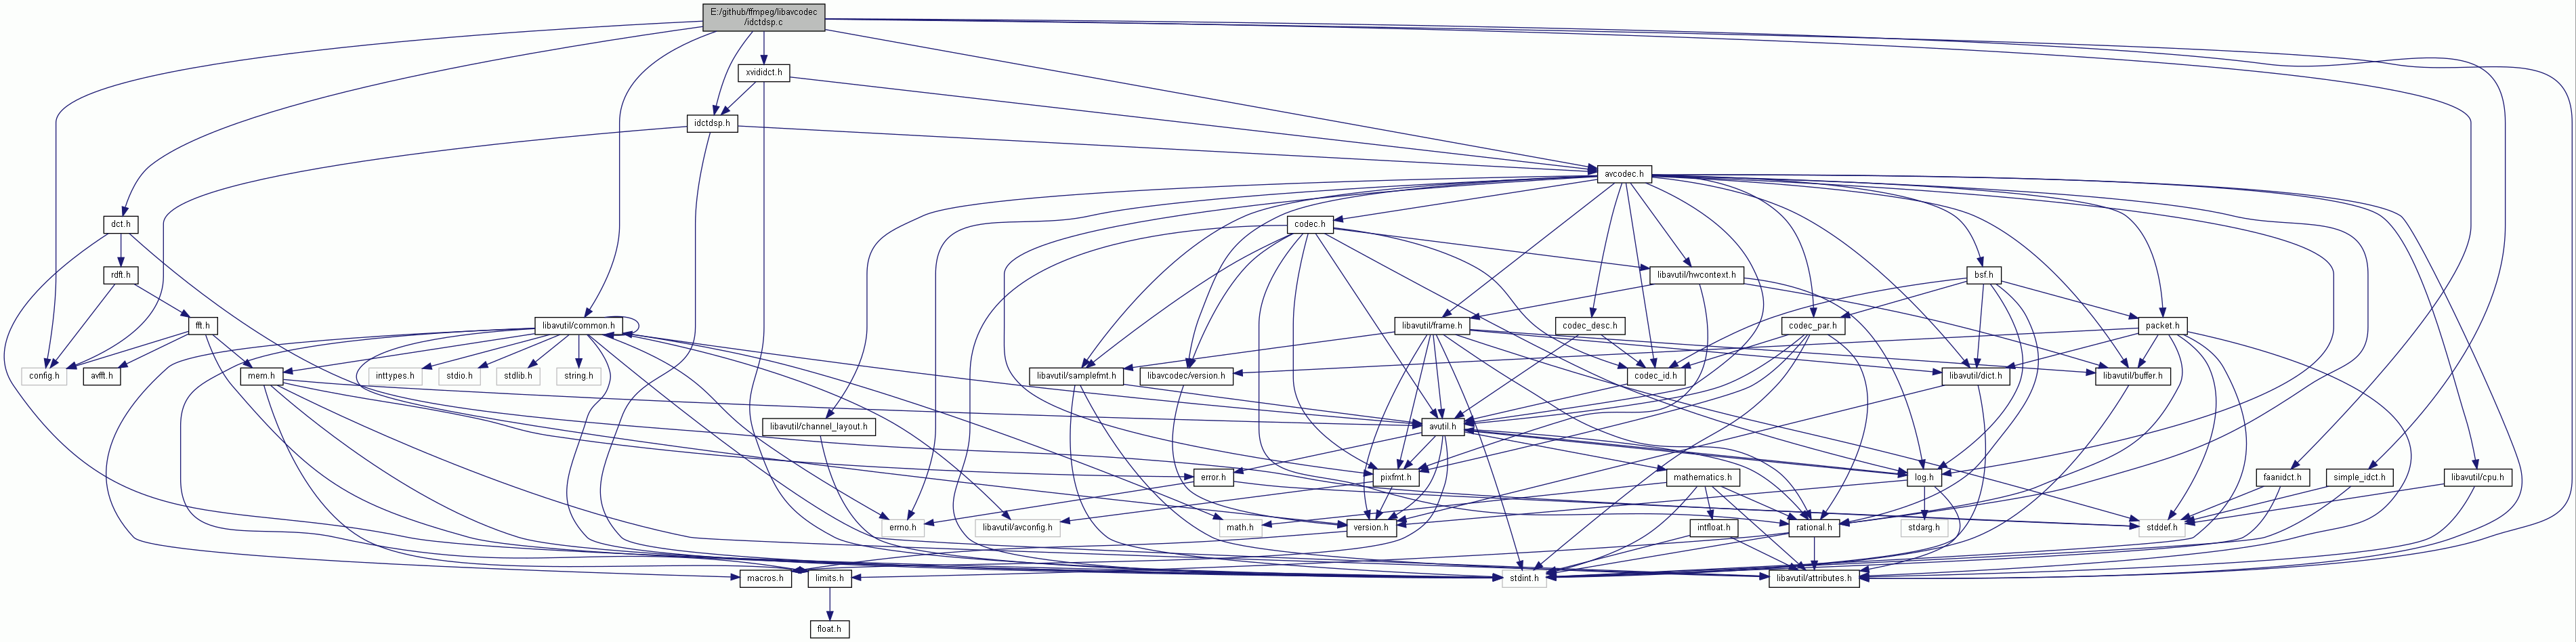 E:/github/ffmpeg/libavcodec
/idctdsp.c
xvididct.h
idctdsp.h
avcodec.h
dct.h
codec.h
rdft.h
libavutil/hwcontext.h
bsf.h
fft.h
libavutil/common.h
libavutil/frame.h
codec_desc.h
codec_par.h
packet.h
config.h
avfft.h
mem.h
inttypes.h
stdio.h
stdlib.h
string.h
libavutil/samplefmt.h
libavcodec/version.h
codec_id.h
libavutil/dict.h
libavutil/buffer.h
libavutil/channel_layout.h
avutil.h
error.h
pixfmt.h
mathematics.h
log.h
faanidct.h
simple_idct.h
libavutil/cpu.h
errno.h
libavutil/avconfig.h
math.h
version.h
intfloat.h
rational.h
stdarg.h
stddef.h
macros.h
limits.h
stdint.h
libavutil/attributes.h
float.h